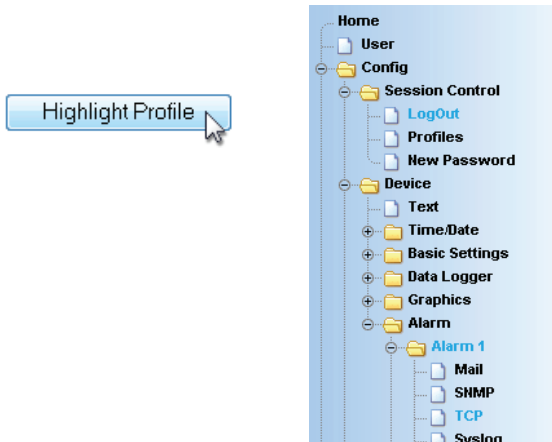 Highlight Profile
Home
User
Config
Session Control
LogOut
Profiles
New Password
Device
Text
Time/Date
Basic Settings
Data Logger
Graphics
Alarm
Alarm 1
Mail
SNMP
TCP
Syslog